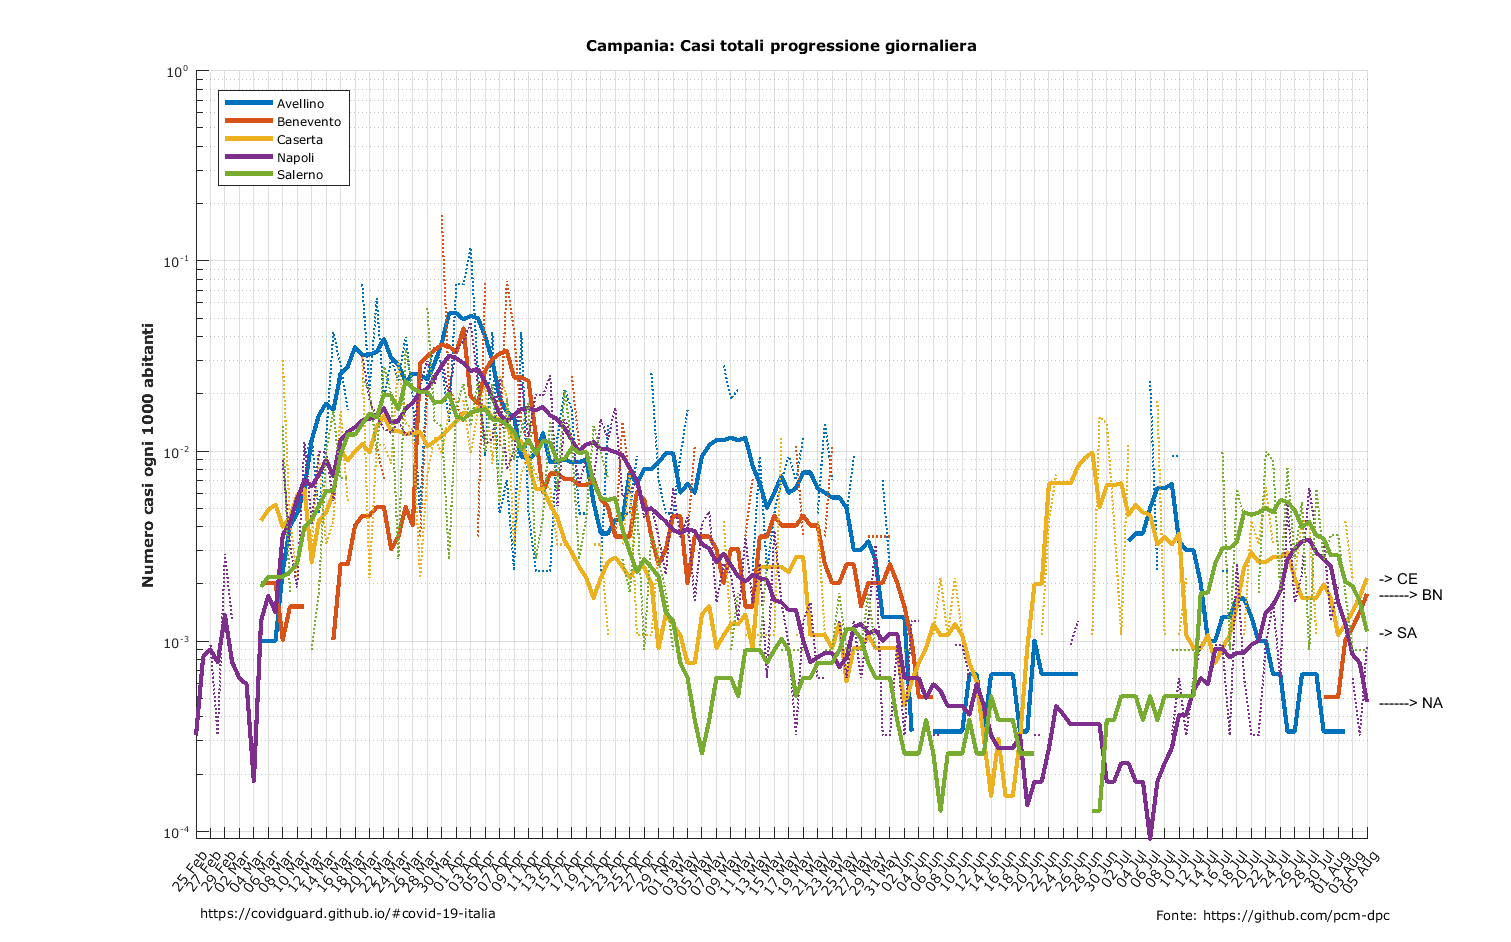 Campania: Casi totali progressione giornaliera
Numero casi ogni 1000 abitanti
10⁰
10⁻¹
10⁻²
10⁻³
10⁻⁴
Avellino
Benevento
Caserta
Napoli
Salerno
-> CE
------> BN
-> SA
------> NA
25 Feb
27 Feb
29 Feb
02 Mar
04 Mar
06 Mar
08 Mar
10 Mar
12 Mar
14 Mar
16 Mar
18 Mar
20 Mar
22 Mar
24 Mar
26 Mar
28 Mar
30 Mar
01 Apr
03 Apr
05 Apr
07 Apr
09 Apr
11 Apr
13 Apr
15 Apr
17 Apr
19 Apr
21 Apr
23 Apr
25 Apr
27 Apr
29 Apr
01 May
03 May
05 May
07 May
09 May
11 May
13 May
15 May
17 May
19 May
21 May
23 May
25 May
27 May
29 May
31 May
02 Jun
04 Jun
06 Jun
08 Jun
10 Jun
12 Jun
14 Jun
16 Jun
18 Jun
20 Jun
22 Jun
24 Jun
26 Jun
28 Jun
30 Jun
02 Jul
04 Jul
06 Jul
08 Jul
10 Jul
12 Jul
14 Jul
16 Jul
18 Jul
20 Jul
22 Jul
24 Jul
26 Jul
28 Jul
30 Jul
01 Aug
03 Aug
05 Aug
https://covidguard.github.io/#covid-19-italia
Fonte: https://github.com/pcm-dpc